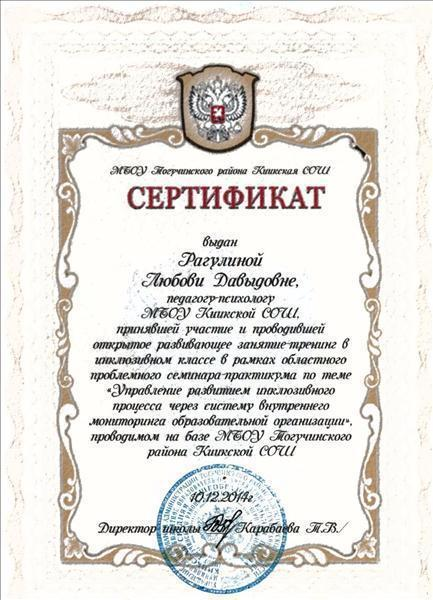 МБОУ Тогучинского района Киикская СОШ
СЕРТИФИКАТ
выдан
Рагулиной
Любови Давыдовне,
педагогу-психологу
МБОУ Киикской СОШ,
принявшей участие и проводившей
открытое развивающее занятие-тренинг в
инклюзивном классе в рамках областного
проблемного семинара-практикума по теме
«Управление развитием инклюзивного
процесса через систему внутреннего
мониторинга образовательной организации»,
проводимом на базе МБОУ Тогучинского
района Киикской СОШ
10.12.2014г.
Директор школы Карабаева Т.В./